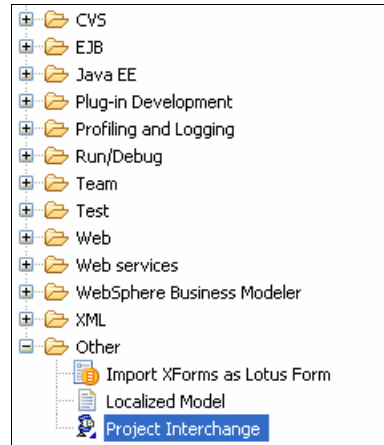 CVS
EJB
Java EE
Plug-in Development
Profiling and Logging
Run/Debug
Team
Test
Web
Web services
WebSphere Business Modeler
XML
Other
Import XForms as Lotus Form
Localized Model
Project Interchange